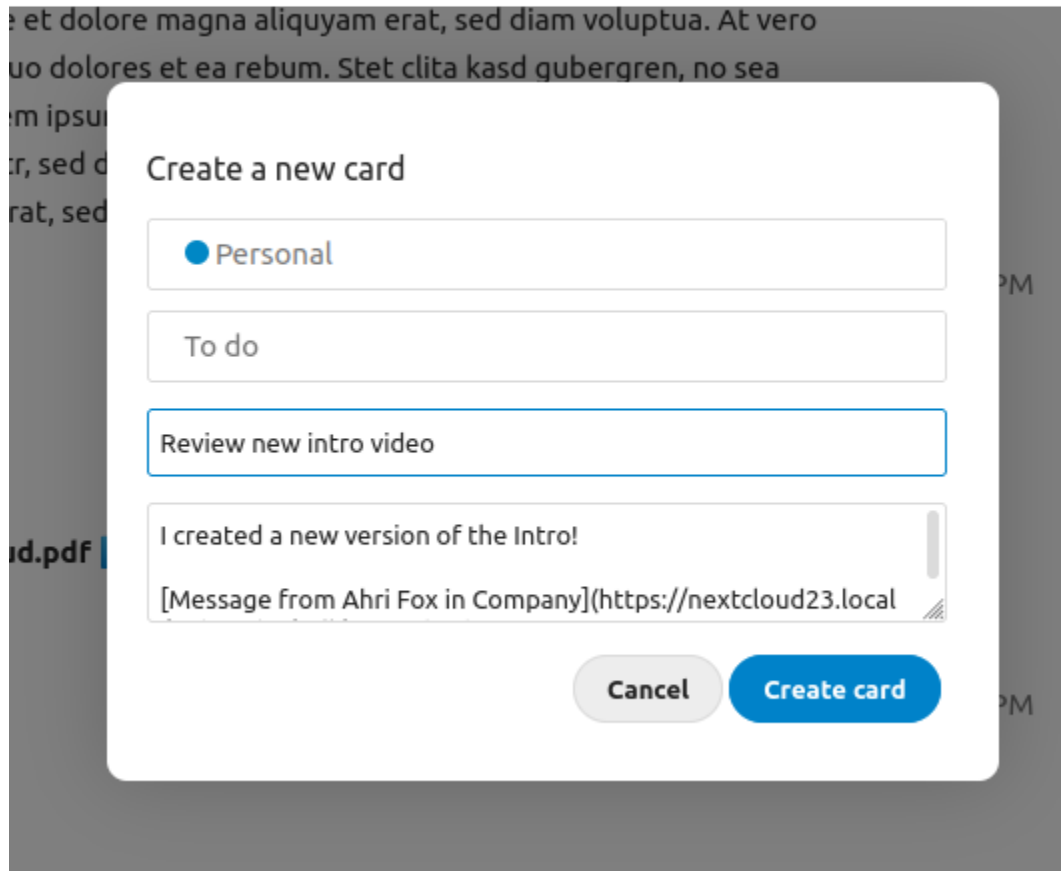 et dolore magna aliquyam erat, sed diam voluptua. At vero
uo dolores et ea rebum. Stet clita kasd gubergren, no sea
em ipsu
r, sed d
rat, sed
Create a new card
Personal
PM
To do
Review new intro video
I created a new version of the Intro!
ud.pdf
[Message from Ahri Fox in Company](https://nextcloud23.local
Cancel
Create card
PM